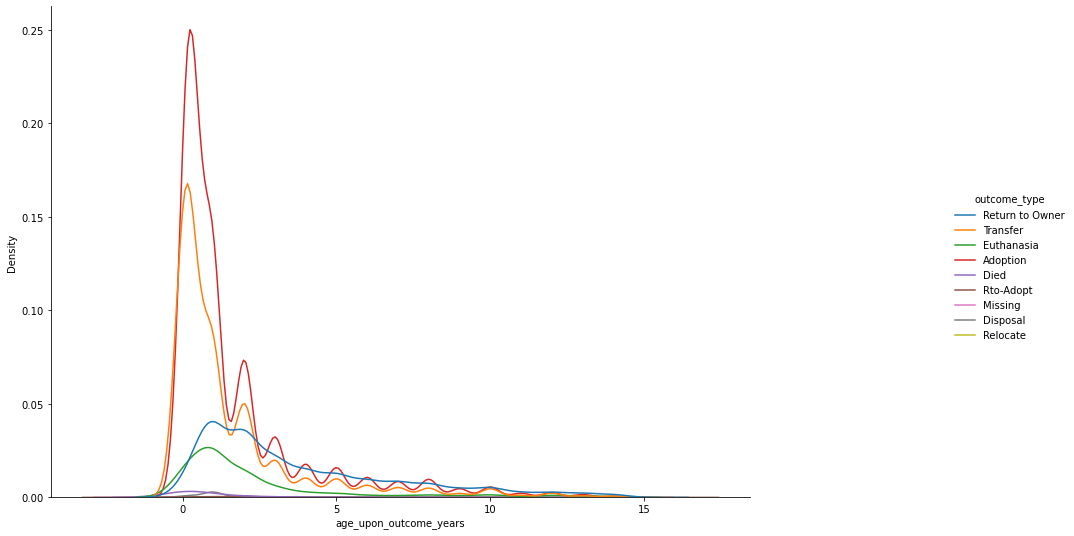 0.25
0.20
0.15
0.10
0.05
0.00
Density
0
5
10
15
age_upon_outcome_years
outcome_type
Return to Owner
Transfer
Euthanasia
Adoption
Died
Rto-Adopt
Missing
Disposal
Relocate